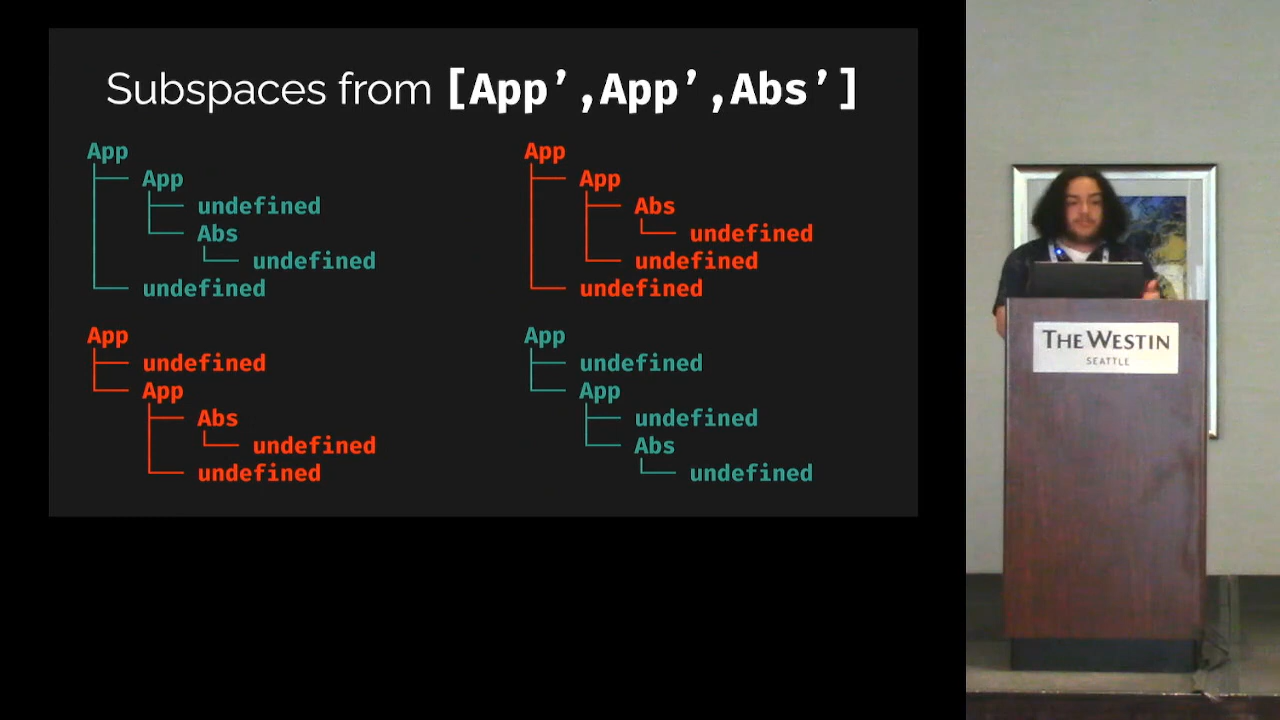 Subspaces from [App’,App’,Abs’]
App
App
undefined
Abs
undefined
undefined
App
App
Abs
undefined
undefined
undefined
App
undefined
App
Abs
undefined
undefined
App
undefined
App
undefined
Abs
undefined
THE WESTIN
SEATTLE